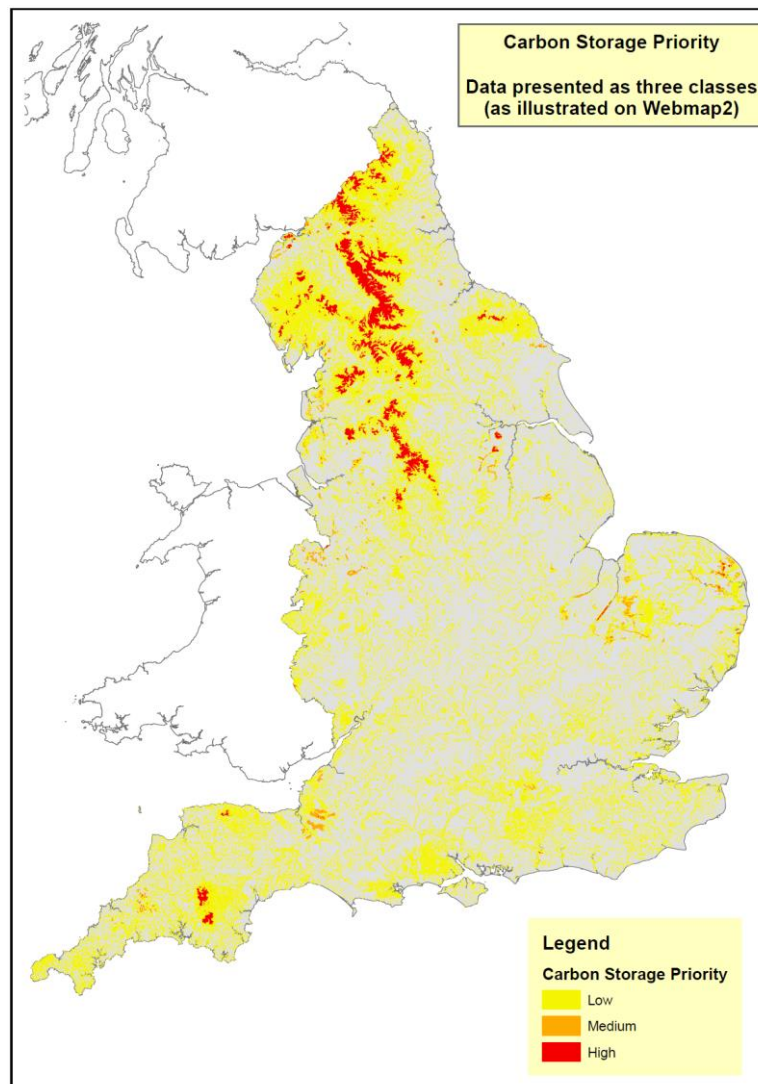 Carbon Storage Priority
Data presented as three classes
(as illustrated on Webmap2)
Legend
Carbon Storage Priority
Low
Medium
High